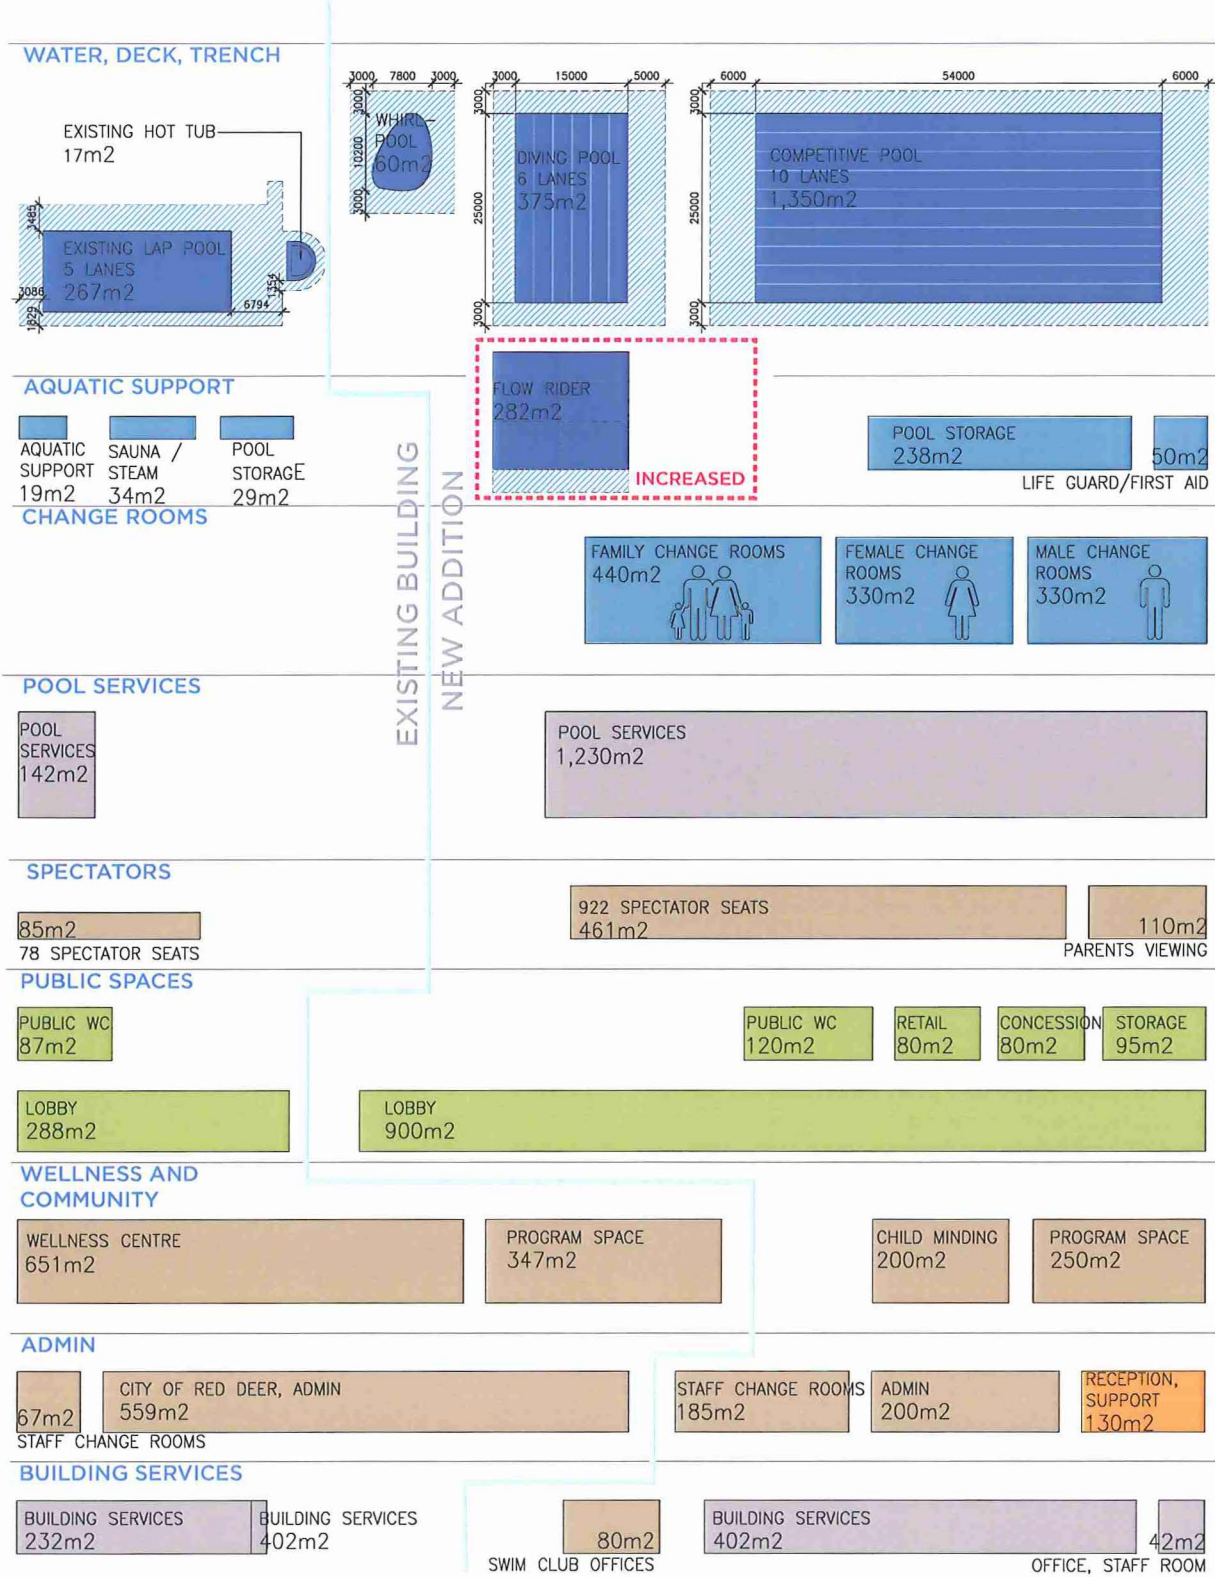 WATER, DECK, TRENCH
3000 7800 3000
3000 15000 5000
6000 54000 6000
EXISTING HOT TUB
17m2
3000
10200
3000
WHIRL-
POOL
60m2
3000
25000
3000
DIVING POOL
6 LANES
375m2
3000
25000
3000
COMPETITIVE POOL
10 LANES
1,350m2
3485
EXISTING LAP POOL
5 LANES
267m2
3086
1829
6794
1354
FLOW RIDER
282m2
INCREASED
AQUATIC SUPPORT
AQUATIC
SUPPORT
19m2
SAUNA /
STEAM
34m2
POOL
STORAGE
29m2
POOL STORAGE
238m2
50m2
LIFE GUARD/FIRST AID
EXISTING BUILDING
NEW ADDITION
CHANGE ROOMS
FAMILY CHANGE ROOMS
440m2
FEMALE CHANGE
ROOMS
330m2
MALE CHANGE
ROOMS
330m2
POOL SERVICES
POOL
SERVICES
142m2
POOL SERVICES
1,230m2
SPECTATORS
85m2
78 SPECTATOR SEATS
922 SPECTATOR SEATS
461m2
110m2
PARENTS VIEWING
PUBLIC SPACES
PUBLIC WC
87m2
PUBLIC WC
120m2
RETAIL
80m2
CONCESSION
80m2
STORAGE
95m2
LOBBY
288m2
LOBBY
900m2
WELLNESS AND
COMMUNITY
WELLNESS CENTRE
651m2
PROGRAM SPACE
347m2
CHILD MINDING
200m2
PROGRAM SPACE
250m2
ADMIN
67m2
STAFF CHANGE ROOMS
CITY OF RED DEER, ADMIN
559m2
STAFF CHANGE ROOMS
185m2
ADMIN
200m2
RECEPTION,
SUPPORT
130m2
BUILDING SERVICES
BUILDING SERVICES
232m2
BUILDING SERVICES
402m2
80m2
SWIM CLUB OFFICES
BUILDING SERVICES
402m2
42m2
OFFICE, STAFF ROOM